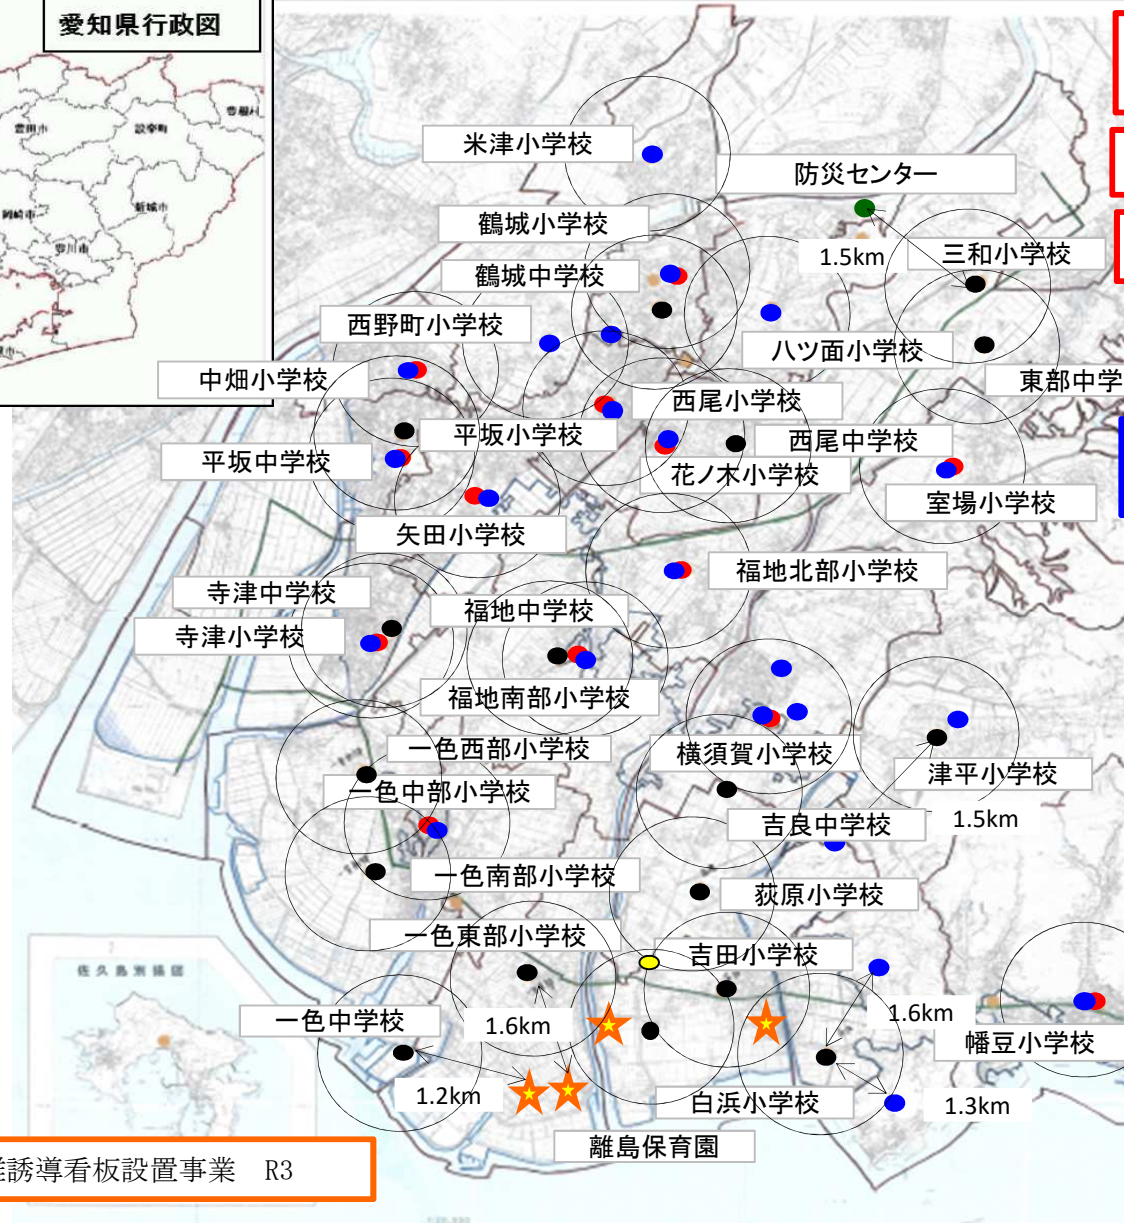 愛知県行政図
豊田市
設楽町
豊根村
岡崎市
新城市
豊川市
米津小学校
防災センター
鶴城小学校
1.5km
三和小学校
鶴城中学校
西野町小学校
八ツ面小学校
中畑小学校
東部中学
西尾小学校
平坂小学校
西尾中学校
平坂中学校
花ノ木小学校
室場小学校
矢田小学校
福地北部小学校
寺津中学校
福地中学校
寺津小学校
福地南部小学校
一色西部小学校
横須賀小学校
津平小学校
一色中部小学校
吉良中学校
1.5km
一色南部小学校
荻原小学校
一色東部小学校
吉田小学校
佐久島別掲図
一色中学校
1.6km
1.6km
幡豆小学校
1.2km
白浜小学校
1.3km
離島保育園
誘導看板設置事業　R3